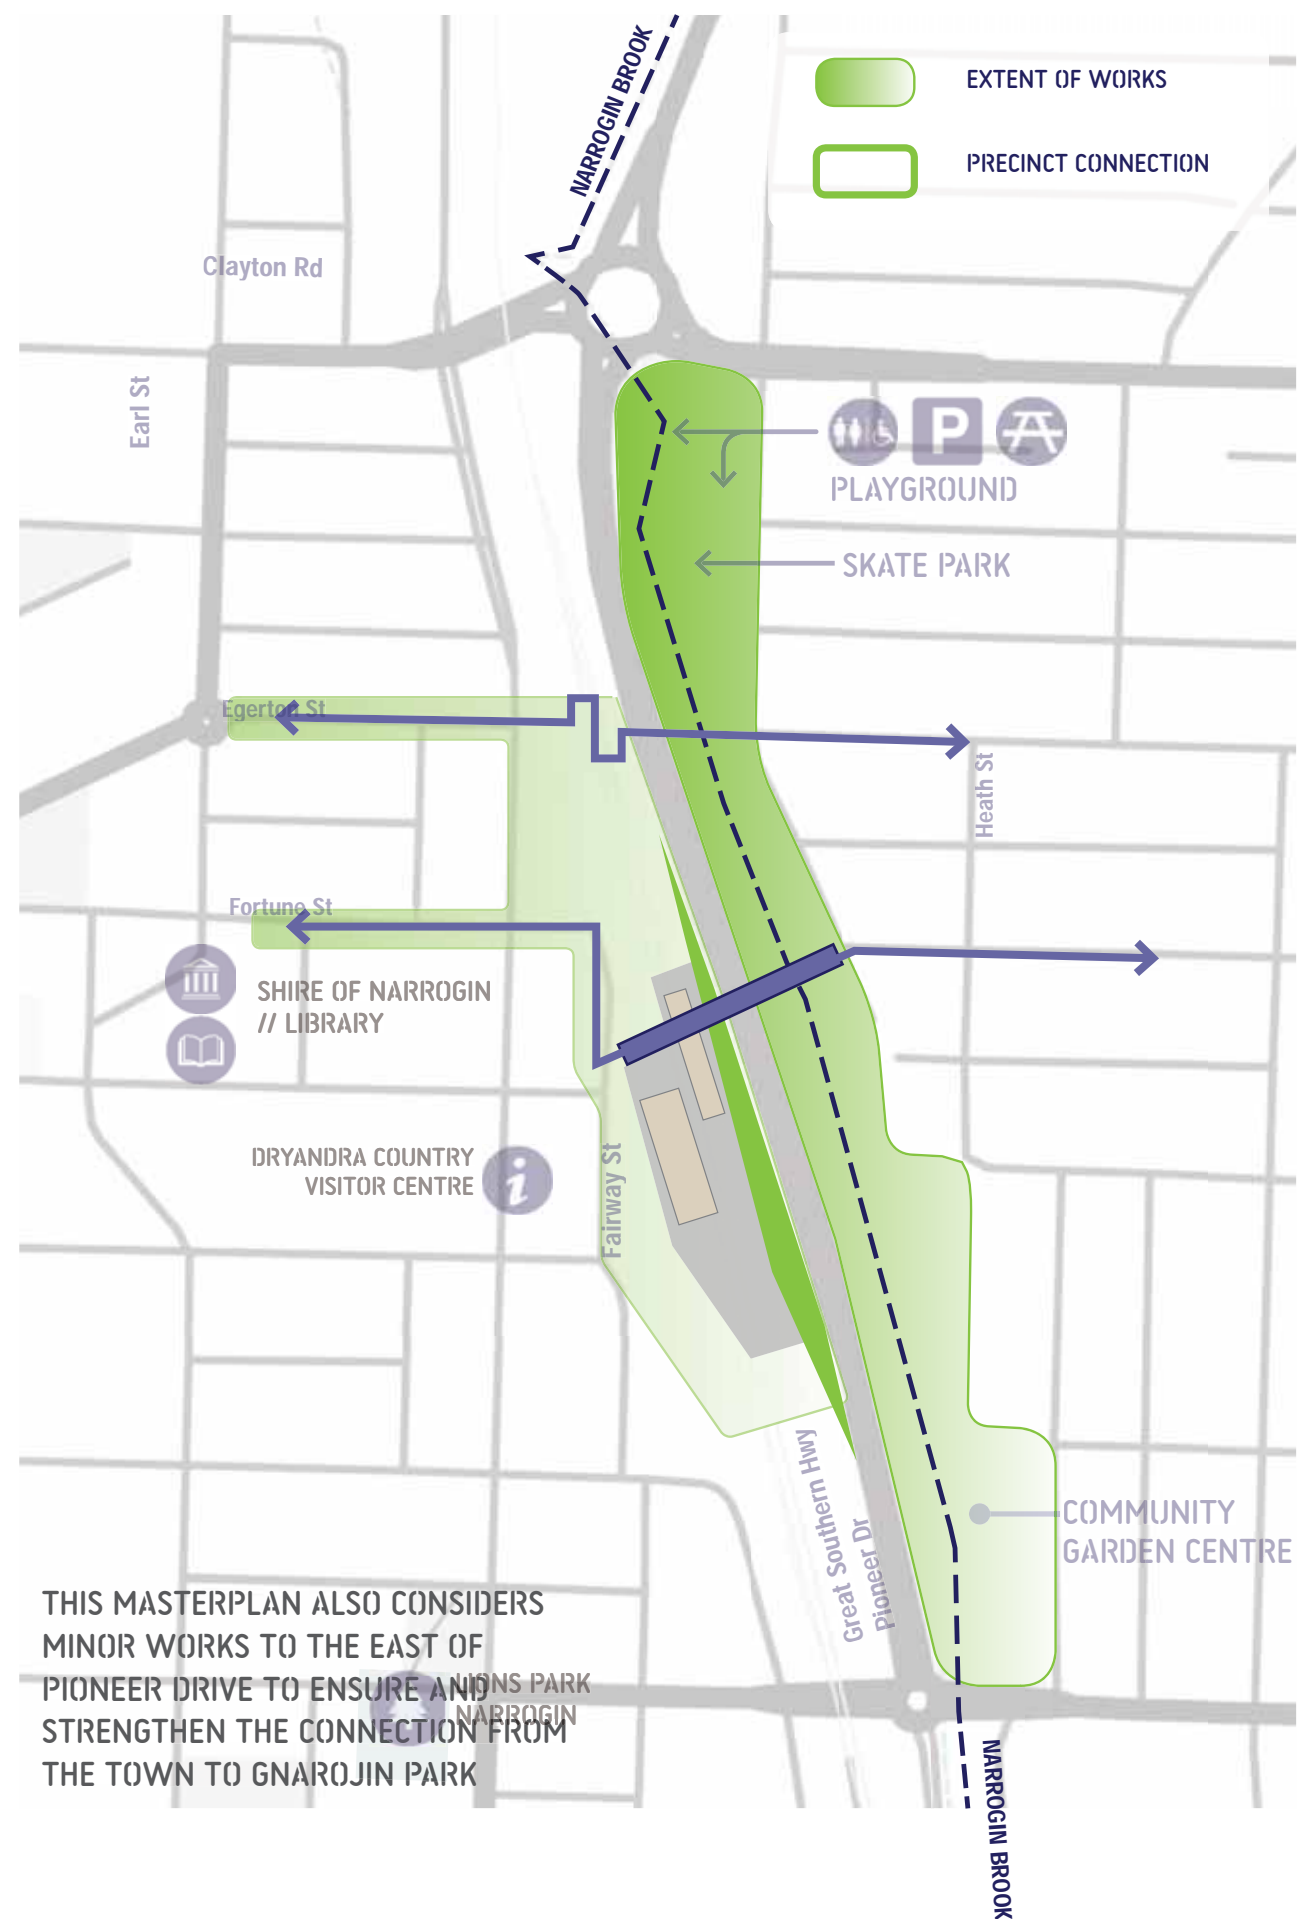 NARROGIN BROOK
EXTENT OF WORKS
PRECINCT CONNECTION
Clayton Rd
Earl St
P
PLAYGROUND
SKATE PARK
Egerton St
Heath St
Fortune St
SHIRE OF NARROGIN
// LIBRARY
DRYANDRA COUNTRY
VISITOR CENTRE
i
Fairway St
Great Southern Hwy
Pioneer Dr
COMMUNITY
GARDEN CENTRE
THIS MASTERPLAN ALSO CONSIDERS
MINOR WORKS TO THE EAST OF
PIONEER DRIVE TO ENSURE AND
STRENGTHEN THE CONNECTION FROM
THE TOWN TO GNAROJIN PARK
LIONS PARK
NARROGIN
NARROGIN BROOK